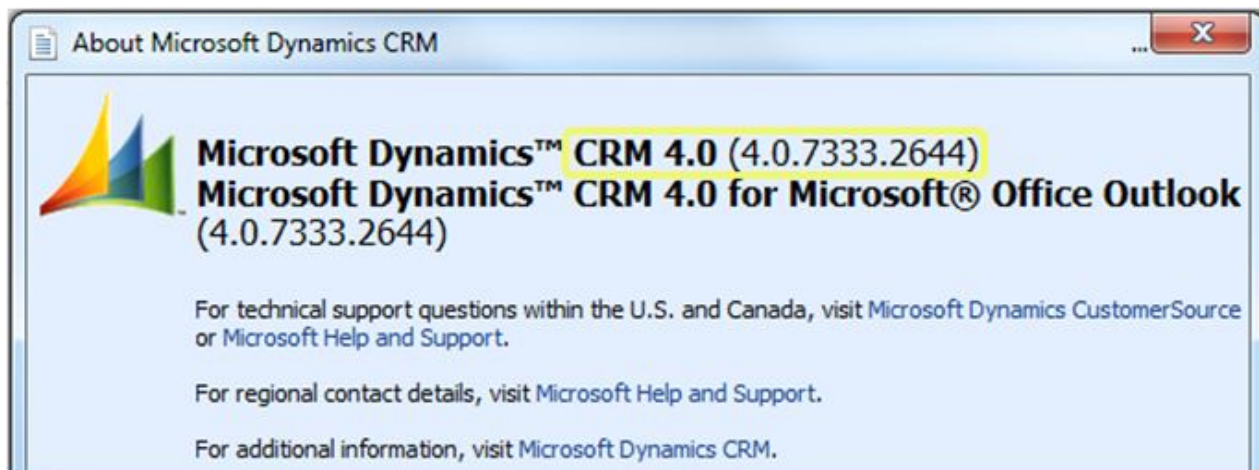 About Microsoft Dynamics CRM
...
Microsoft Dynamics™ CRM 4.0 (4.0.7333.2644)
Microsoft Dynamics™ CRM 4.0 for Microsoft® Office Outlook
(4.0.7333.2644)
For technical support questions within the U.S. and Canada, visit Microsoft Dynamics CustomerSource
or Microsoft Help and Support.
For regional contact details, visit Microsoft Help and Support.
For additional information, visit Microsoft Dynamics CRM.